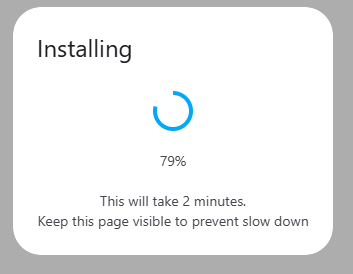 Installing
79%
This will take 2 minutes.
Keep this page visible to prevent slow down